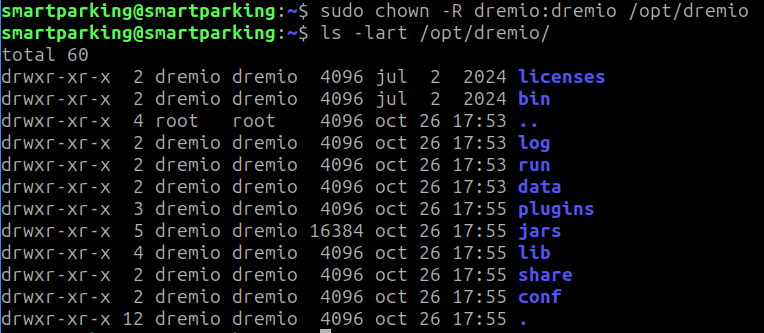 smartparking@smartparking:~$ sudo chown -R dremio:dremio /opt/dremio
smartparking@smartparking:~$ ls -lart /opt/dremio/
total 60
drwxr-xr-x  2 dremio dremio  4096 jul  2  2024 licenses
drwxr-xr-x  2 dremio dremio  4096 jul  2  2024 bin
drwxr-xr-x  4 root   root    4096 oct 26 17:53 ..
drwxr-xr-x  2 dremio dremio  4096 oct 26 17:53 log
drwxr-xr-x  2 dremio dremio  4096 oct 26 17:53 run
drwxr-xr-x  2 dremio dremio  4096 oct 26 17:53 data
drwxr-xr-x  3 dremio dremio  4096 oct 26 17:55 plugins
drwxr-xr-x  5 dremio dremio 16384 oct 26 17:55 jars
drwxr-xr-x  4 dremio dremio  4096 oct 26 17:55 lib
drwxr-xr-x  2 dremio dremio  4096 oct 26 17:55 share
drwxr-xr-x  2 dremio dremio  4096 oct 26 17:55 conf
drwxr-xr-x 12 dremio dremio  4096 oct 26 17:55 .